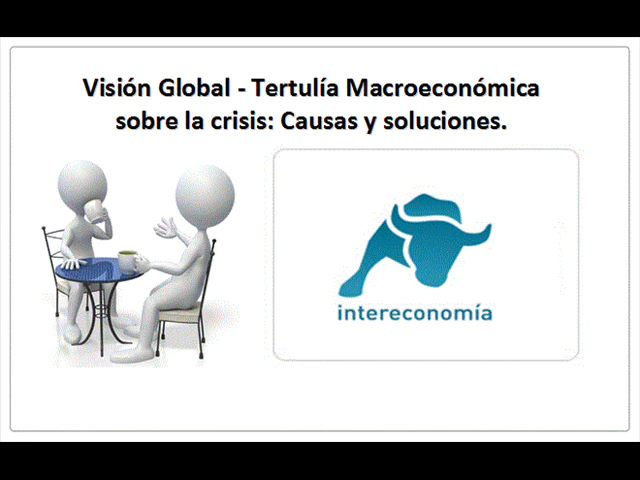 Visión Global - Tertulía Macroeconómica
sobre la crisis: Causas y soluciones.
intereconomía